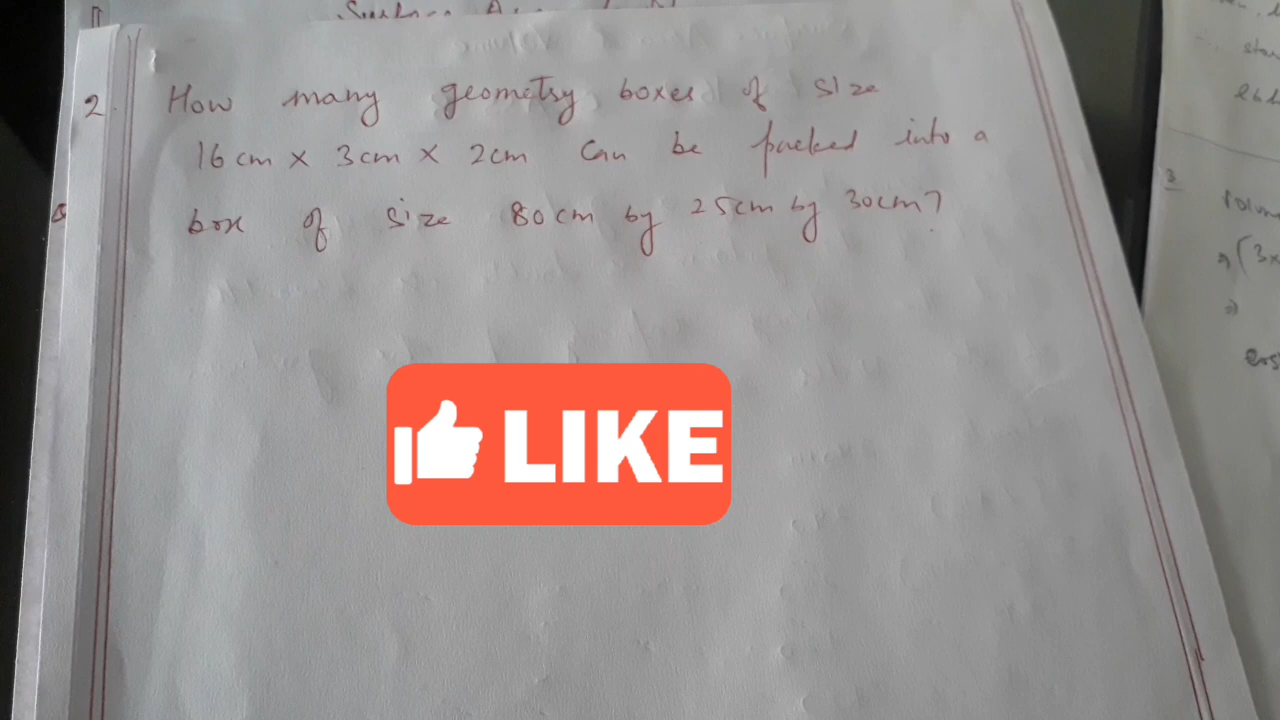 2. How many geometry boxes of size
16 cm × 3 cm × 2 cm can be packed into a
box of size 80 cm by 25 cm by 30 cm?
LIKE
3